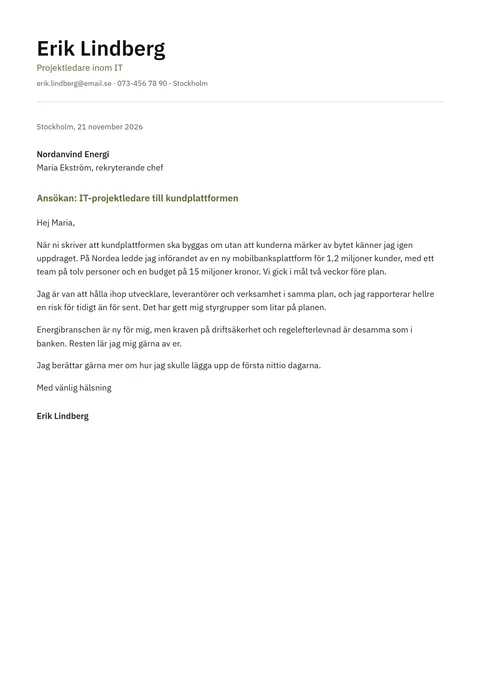 Erik Lindberg
Projektledare inom IT
erik.lindberg@email.se · 073-456 78 90 · Stockholm
Stockholm, 21 november 2026
Nordanvind Energi
Maria Ekström, rekryterande chef
Ansökan: IT-projektledare till kundplattformen
Hej Maria,
När ni skriver att kundplattformen ska byggas om utan att kunderna märker av bytet känner jag igen
uppdraget. På Nordea ledde jag införandet av en ny mobilbanksplattform för 1,2 miljoner kunder, med ett
team på tolv personer och en budget på 15 miljoner kronor. Vi gick i mål två veckor före plan.
Jag är van att hålla ihop utvecklare, leverantörer och verksamhet i samma plan, och jag rapporterar hellre
en risk för tidigt än för sent. Det har gett mig styrgrupper som litar på planen.
Energibranschen är ny för mig, men kraven på driftsäkerhet och regelefterlevnad är desamma som i
banken. Resten lär jag mig gärna av er.
Jag berättar gärna mer om hur jag skulle lägga upp de första nittio dagarna.
Med vänlig hälsning
Erik Lindberg